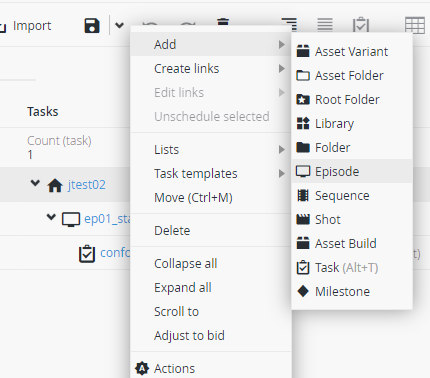 Import
Tasks
Count (task)
1
jtest02
ep01_sta
confo
t)
Add
Create links
Edit links
Unschedule selected
Lists
Task templates
Move (Ctrl+M)
Delete
Collapse all
Expand all
Scroll to
Adjust to bid
Actions
Asset Variant
Asset Folder
Root Folder
Library
Folder
Episode
Sequence
Shot
Asset Build
Task (Alt+T)
Milestone